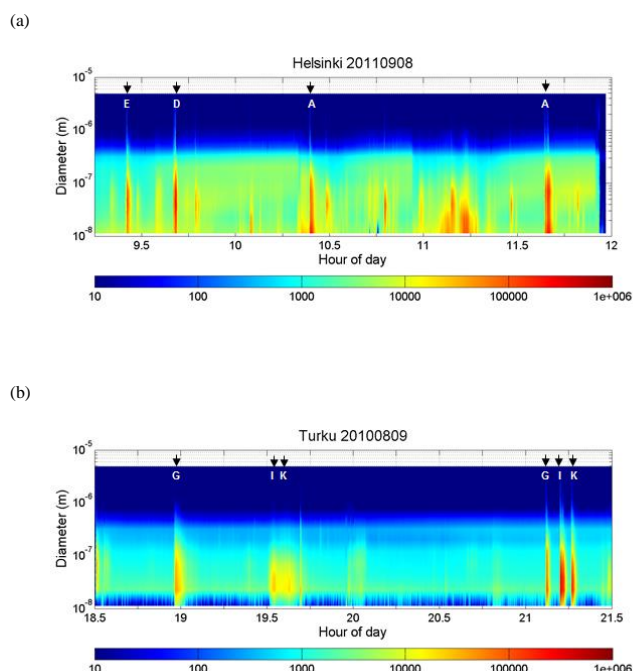 (a)
Helsinki 20110908
10-5
E D A A
10-6
Diameter (m)
10-7
10-8
9.5 10 10.5 11 11.5 12
Hour of day
10 100 1000 10000 100000 1e+006
(b)
Turku 20100809
10-5
G I K G I K
10-6
Diameter (m)
10-7
10-8
18.5 19 19.5 20 20.5 21 21.5
Hour of day
10 100 1000 10000 100000 1e+006